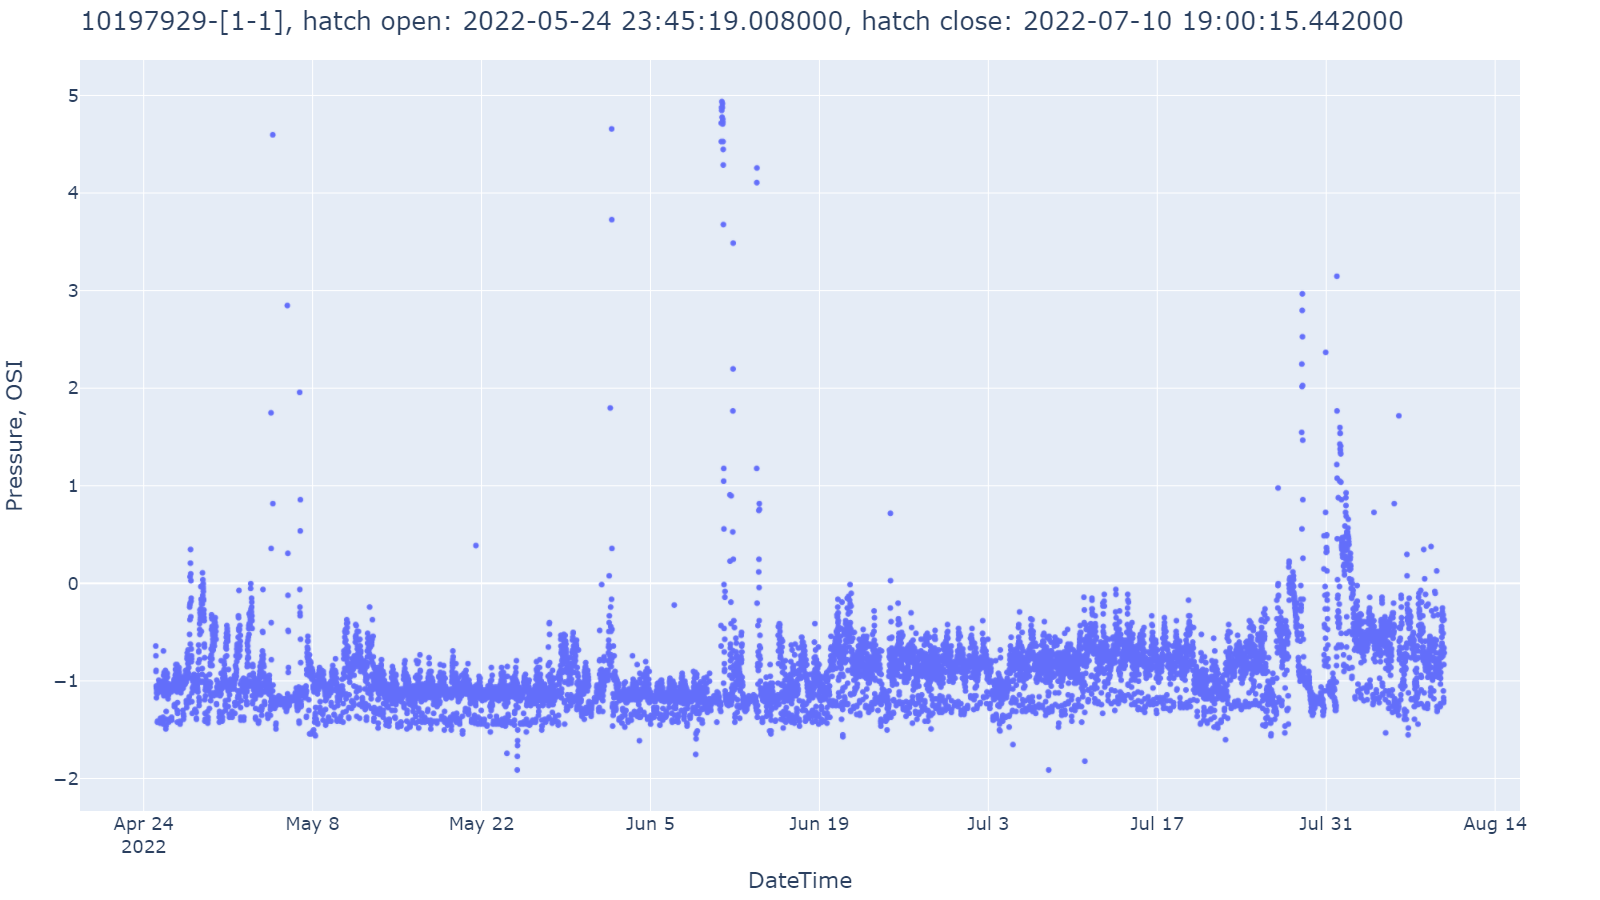 10197929-[1-1], hatch open: 2022-05-24 23:45:19.008000, hatch close: 2022-07-10 19:00:15.442000
5
4
3
2
1
0
−1
−2
Pressure, OSI
Apr 24
2022
May 8
May 22
Jun 5
Jun 19
Jul 3
Jul 17
Jul 31
Aug 14
DateTime